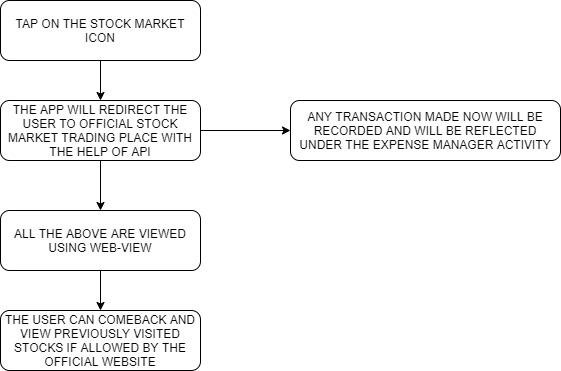 TAP ON THE STOCK MARKET
ICON
THE APP WILL REDIRECT THE
USER TO OFFICIAL STOCK
MARKET TRADING PLACE WITH
THE HELP OF API
ANY TRANSACTION MADE NOW WILL BE
RECORDED AND WILL BE REFLECTED
UNDER THE EXPENSE MANAGER ACTIVITY
ALL THE ABOVE ARE VIEWED
USING WEB-VIEW
THE USER CAN COMEBACK AND
VIEW PREVIOUSLY VISITED
STOCKS IF ALLOWED BY THE
OFFICIAL WEBSITE